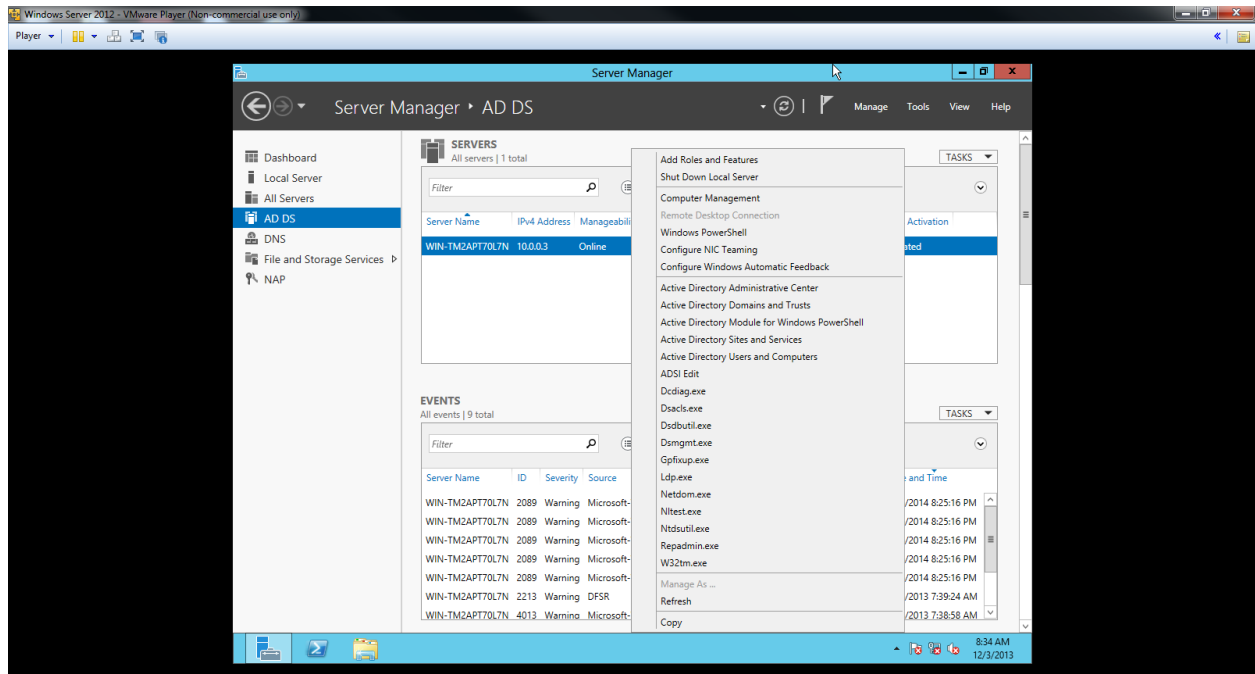 Windows Server 2012 - VMware Player (Non-commercial use only)
Player
Server Manager
Server Manager • AD DS
Manage Tools View Help
Dashboard
Local Server
All Servers
AD DS
DNS
File and Storage Services
NAP
SERVERS
All servers | 1 total
TASKS
Filter
Server Name IPv4 Address Manageabili
Activation
WIN-TM2APT70L7N 10.0.0.3 Online
ated
Add Roles and Features
Shut Down Local Server
Computer Management
Remote Desktop Connection
Windows PowerShell
Configure NIC Teaming
Configure Windows Automatic Feedback
Active Directory Administrative Center
Active Directory Domains and Trusts
Active Directory Module for Windows PowerShell
Active Directory Sites and Services
Active Directory Users and Computers
ADSI Edit
Dcdiag.exe
Dsacls.exe
Dsdbutil.exe
Dsmgmt.exe
Gpfixup.exe
Ldp.exe
Netdom.exe
Nltest.exe
Ntdsutil.exe
Repadmin.exe
W32tm.exe
Manage As ...
Refresh
Copy
EVENTS
All events | 9 total
TASKS
Filter
Server Name ID Severity Source
e and Time
WIN-TM2APT70L7N 2089 Warning Microsoft- /2014 8:25:16 PM
WIN-TM2APT70L7N 2089 Warning Microsoft- /2014 8:25:16 PM
WIN-TM2APT70L7N 2089 Warning Microsoft- /2014 8:25:16 PM
WIN-TM2APT70L7N 2089 Warning Microsoft- /2014 8:25:16 PM
WIN-TM2APT70L7N 2089 Warning Microsoft- /2014 8:25:16 PM
WIN-TM2APT70L7N 2213 Warning DFSR /2013 7:39:24 AM
WIN-TM2APT70L7N 4013 Warning Microsoft- /2013 7:38:58 AM
8:34 AM
12/3/2013